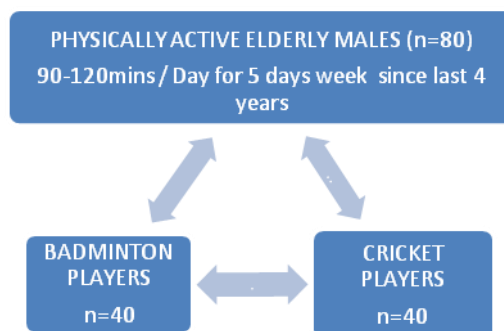 PHYSICALLY ACTIVE ELDERLY MALES (n=80)
90-120mins / Day for 5 days week since last 4
years
BADMINTON
PLAYERS
n=40
CRICKET
PLAYERS
n=40